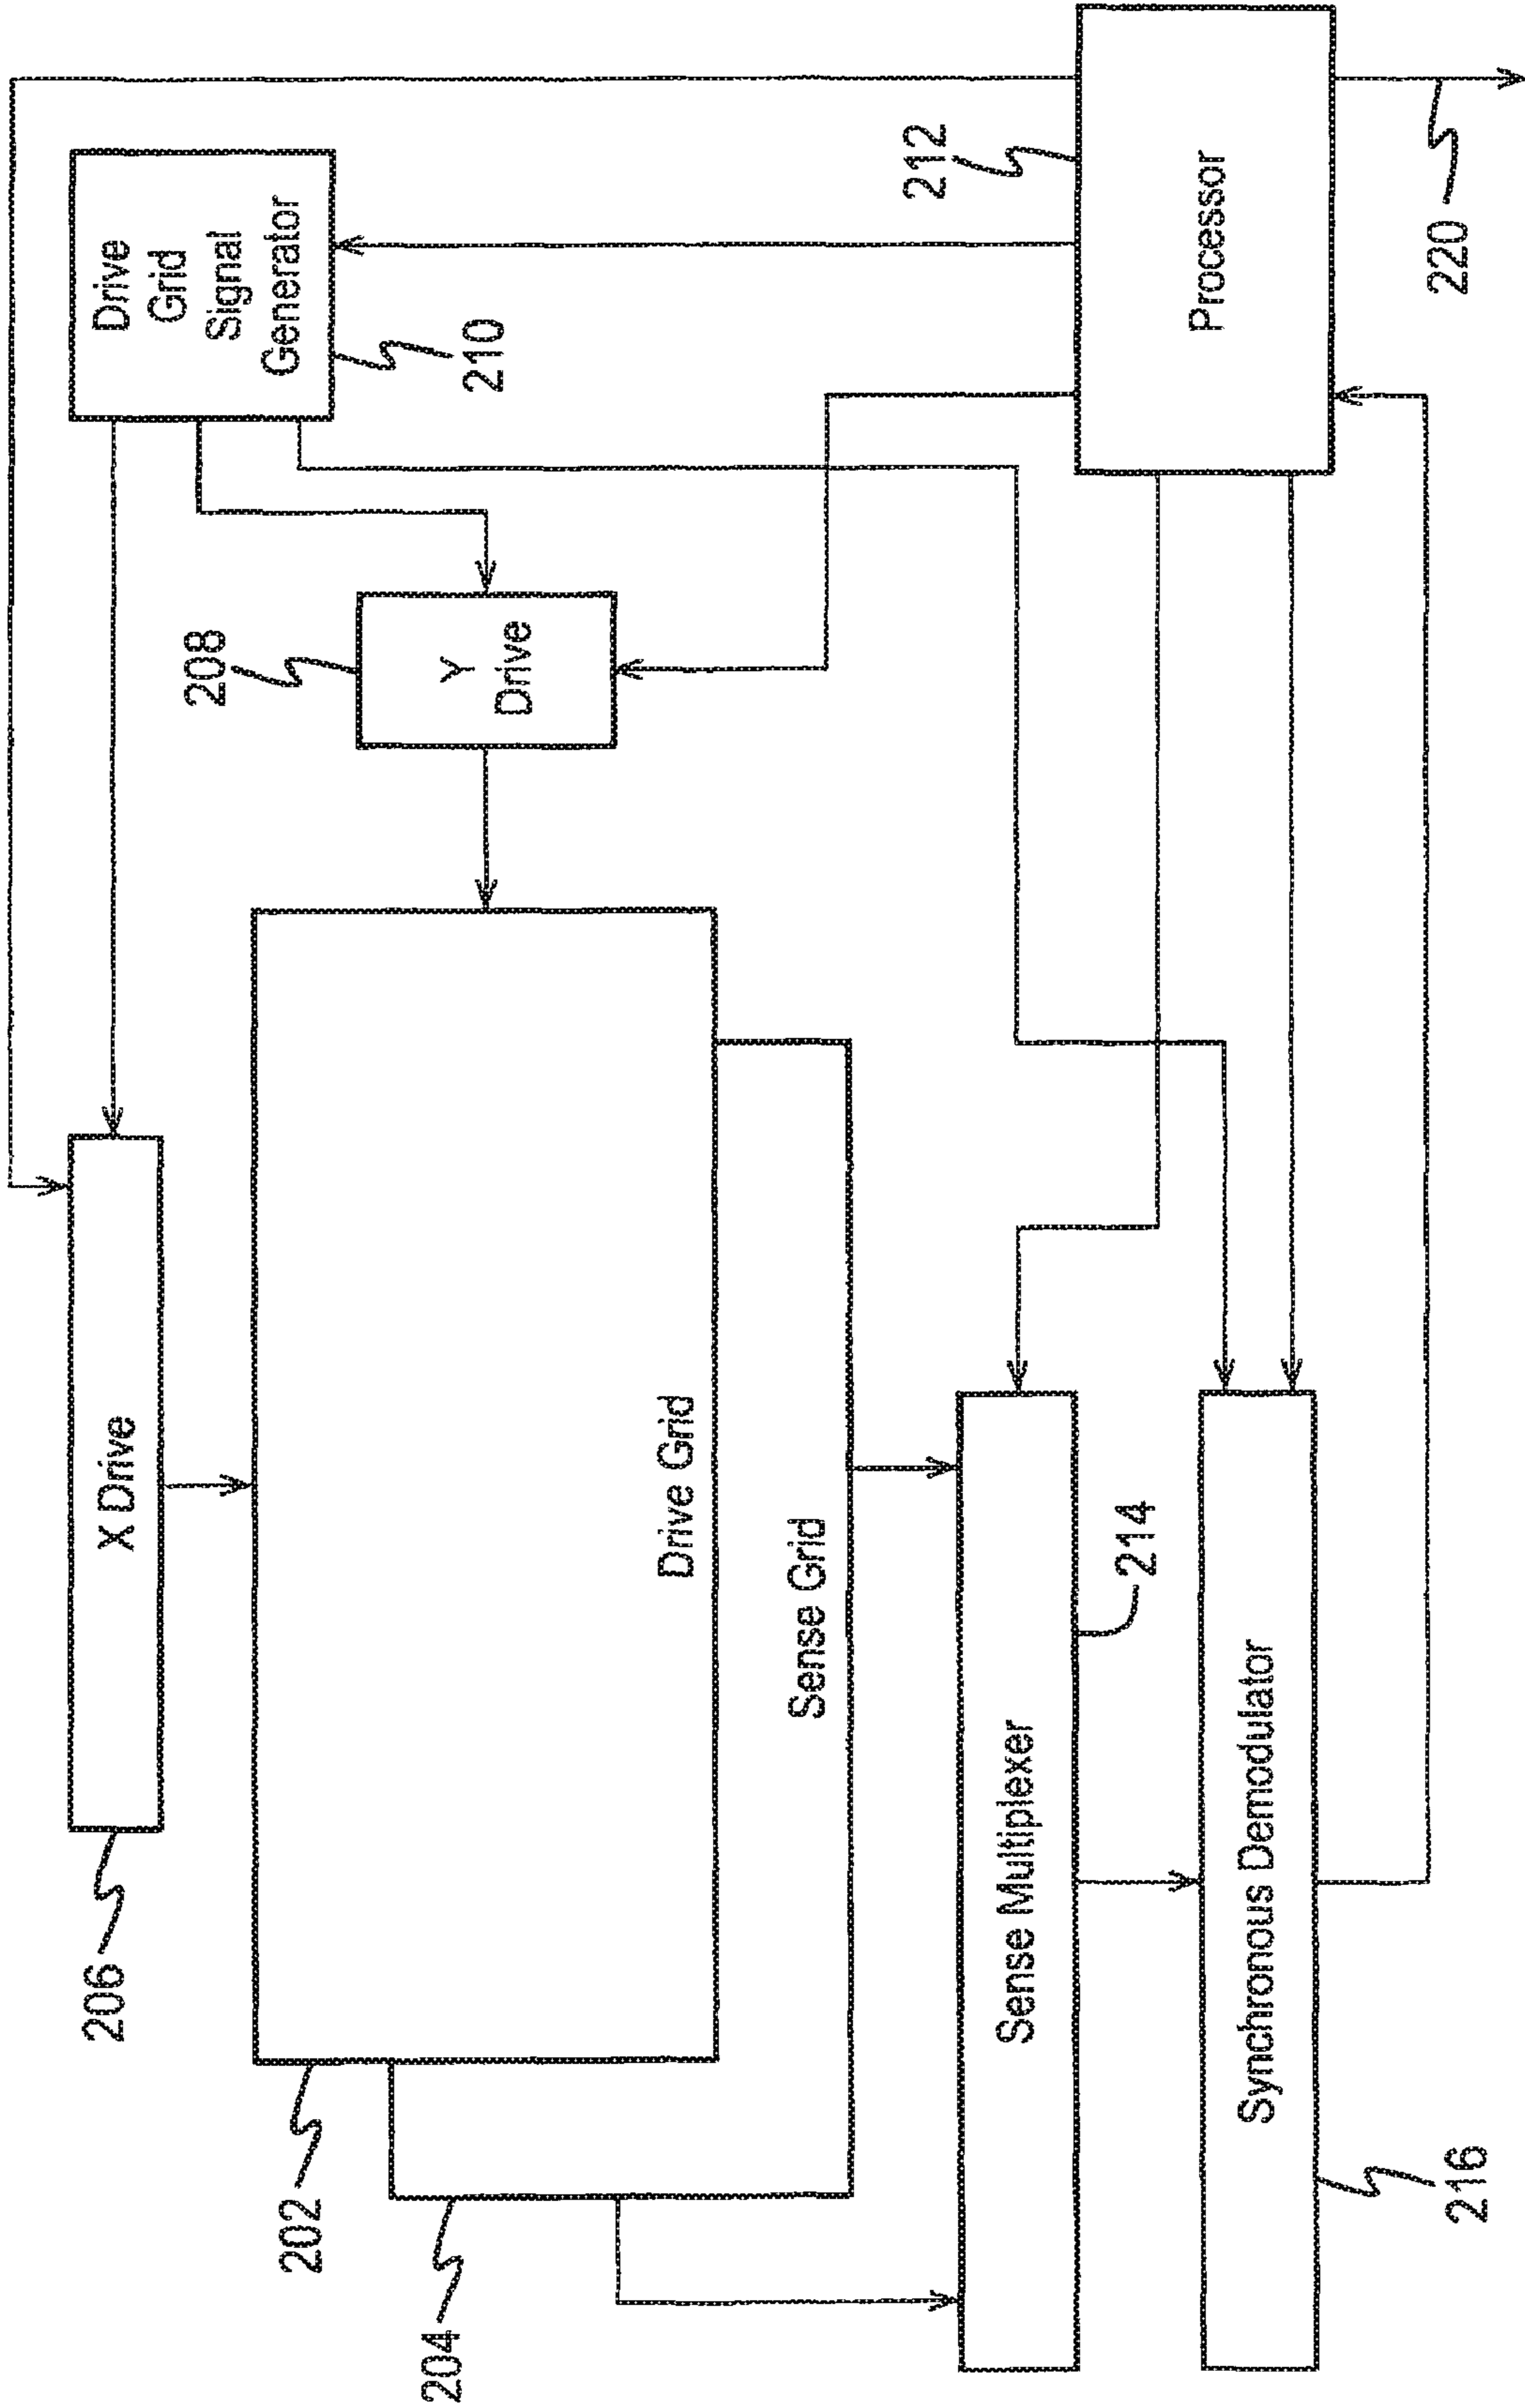 206
X Drive
Drive
Grid
Signal
Generator
208
202
204
Y
Drive
210
Drive Grid
Sense Grid
212
Sense Multiplexer
214
Processor
Synchronous Demodulator
216
220